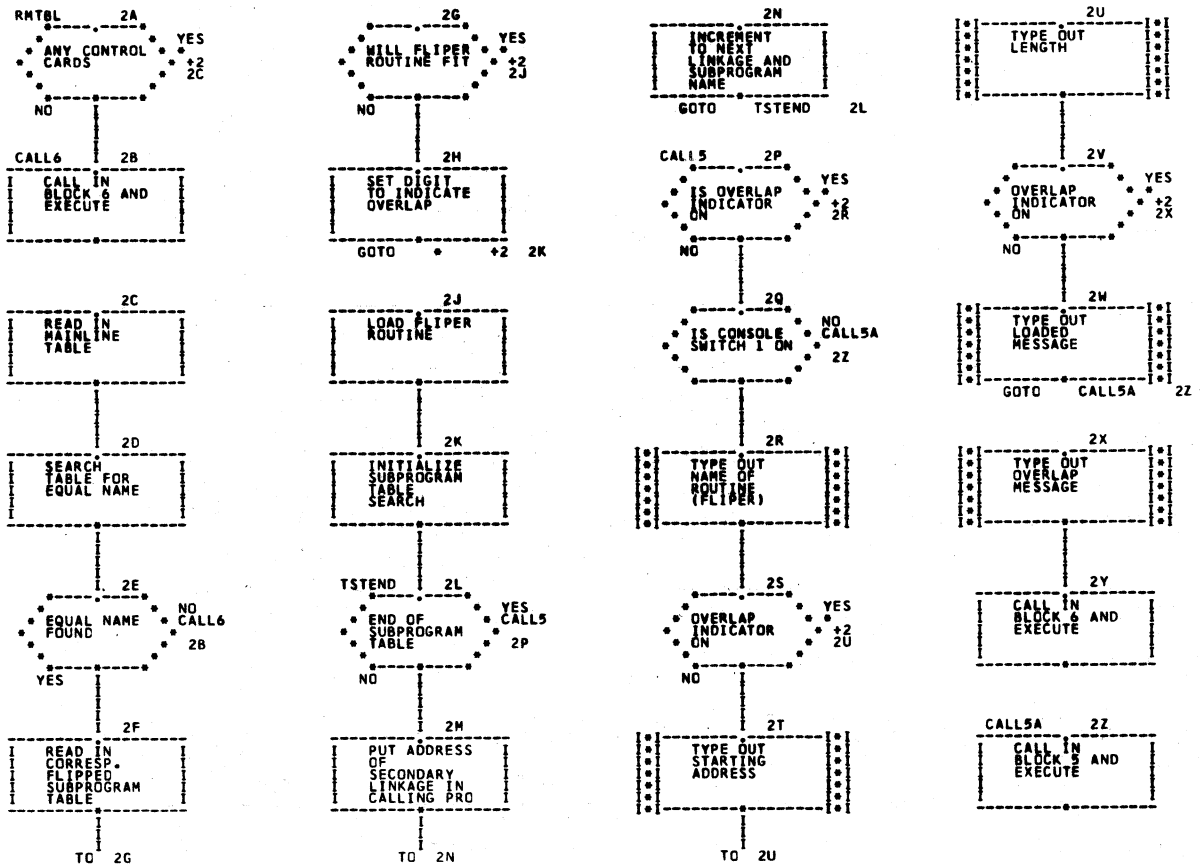 RMTBL 2A
YES
ANY CONTROL
CARDS
+2
2C
NO
CALL6 2B
CALL IN
BLOCK 6 AND
EXECUTE
2C
READ IN
MAINLINE
TABLE
2D
SEARCH
TABLE FOR
EQUAL NAME
2E
NO
EQUAL NAME
FOUND
CALL6
2B
YES
2F
READ IN
CORRESP.
FLIPPED
SUBPROGRAM
TABLE
TO 2G
2G
YES
WILL FLIPER
ROUTINE FIT
+2
2J
NO
2H
SET DIGIT
TO INDICATE
OVERLAP
GOTO * +2 2K
2J
LOAD FLIPER
ROUTINE
2K
INITIALIZE
SUBPROGRAM
TABLE
SEARCH
TSTEND 2L
YES
END OF
SUBPROGRAM
TABLE
CALL5
2P
NO
2M
PUT ADDRESS
OF
SECONDARY
LINKAGE IN
CALLING PRO
TO 2N
2N
INCREMENT
TO NEXT
LINKAGE AND
SUBPROGRAM
NAME
GOTO TSTEND 2L
CALL5 2P
YES
IS OVERLAP
INDICATOR
ON
+2
2R
NO
2Q
NO
IS CONSOLE
SWITCH 1 ON
CALL5A
2Z
2R
TYPE OUT
NAME OF
ROUTINE
(FLIPER)
2S
YES
OVERLAP
INDICATOR
ON
+2
2U
NO
2T
TYPE OUT
STARTING
ADDRESS
TO 2U
2U
TYPE OUT
LENGTH
2V
YES
OVERLAP
INDICATOR
ON
+2
2X
NO
2W
TYPE OUT
LOADED
MESSAGE
GOTO CALL5A 2Z
2X
TYPE OUT
OVERLAP
MESSAGE
2Y
CALL IN
BLOCK 6 AND
EXECUTE
CALL5A 2Z
CALL IN
BLOCK 5 AND
EXECUTE